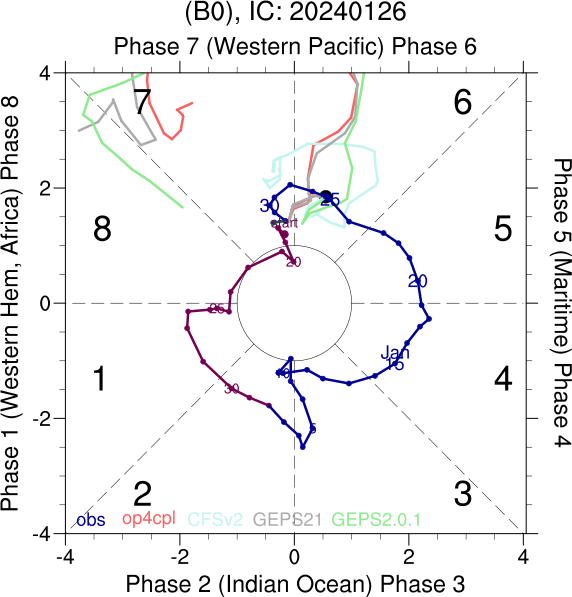 (B0), IC: 20240126
Phase 7 (Western Pacific) Phase 6
Phase 1 (Western Hem, Africa) Phase 8
Phase 5 (Maritime) Phase 4
4
2
0
-2
-4
7
6
8
5
1
4
2
3
30
25
start
20
20
25
Jan
15
10
30
5
obs
op4cpl
CFSv2
GEPS21
GEPS2.0.1
-4
-2
0
2
4
Phase 2 (Indian Ocean) Phase 3